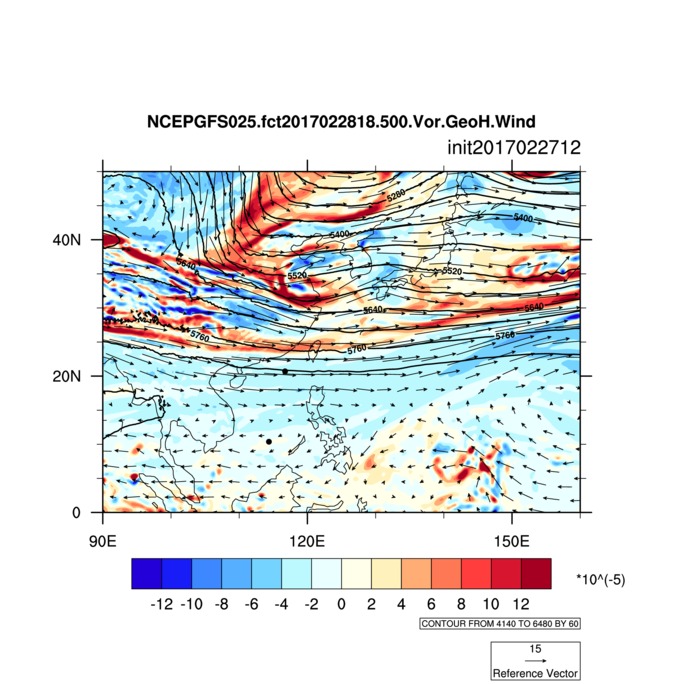 NCEPGFS025.fct2017022818.500.Vor.GeoH.Wind
init2017022712
5280
5400
5400
40N
5640
5520
5520
5640
5640
5760
5760
5760
20N
0
90E 120E 150E
-12 -10 -8 -6 -4 -2 0 2 4 6 8 10 12
*10^(-5)
CONTOUR FROM 4140 TO 6480 BY 60
15
Reference Vector